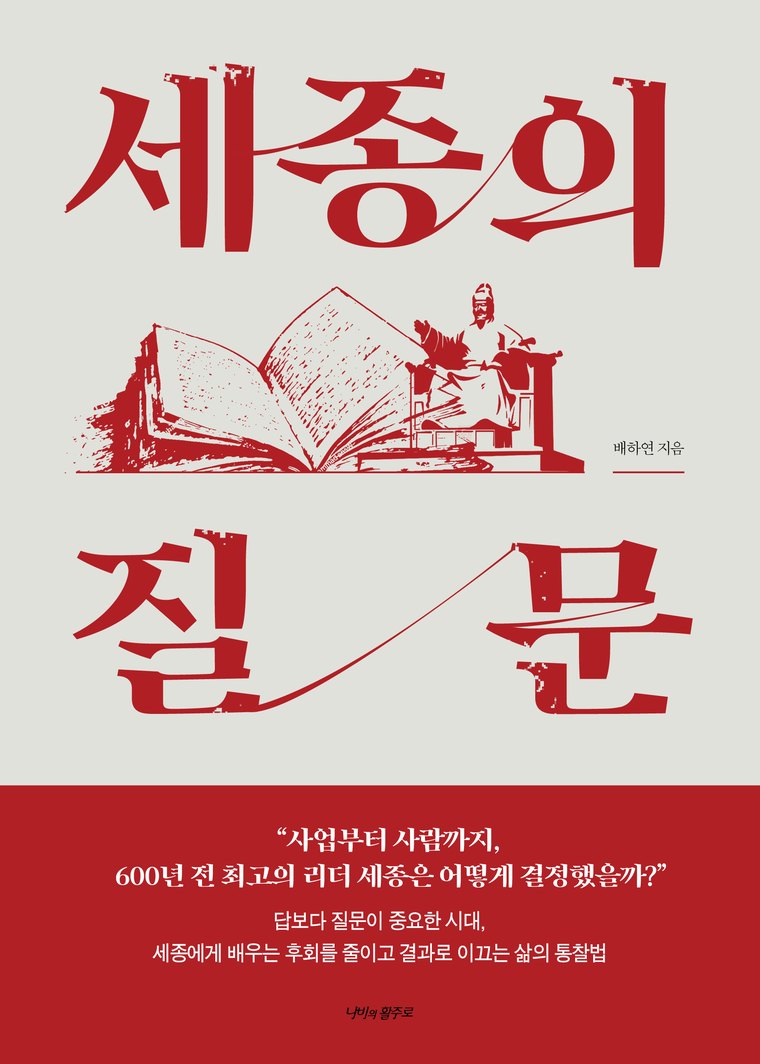 세종의
배하연 지음
질문
“사업부터 사람까지,
600년 전 최고의 리더 세종은 어떻게 결정했을까?”
답보다 질문이 중요한 시대,
세종에게 배우는 후회를 줄이고 결과로 이끄는 삶의 통찰법
나비의 활주로